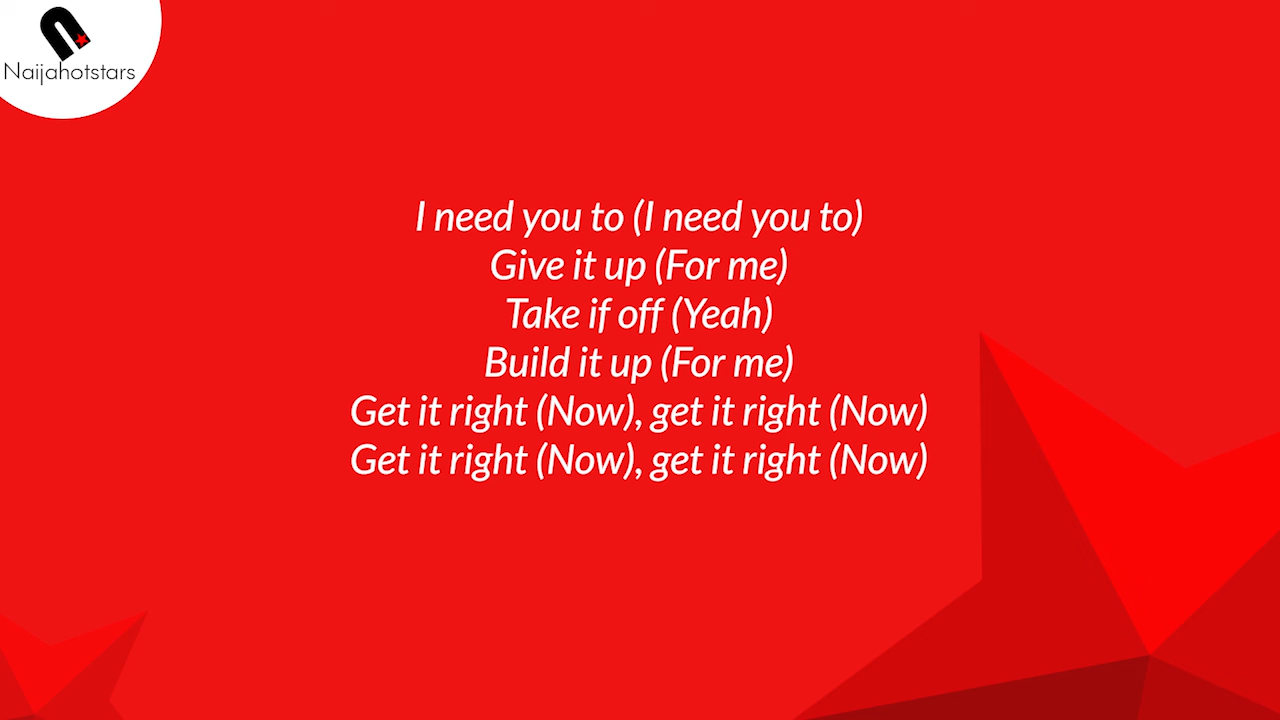 Naijahotstars
I need you to (I need you to)
Give it up (For me)
Take if off (Yeah)
Build it up (For me)
Get it right (Now), get it right (Now)
Get it right (Now), get it right (Now)